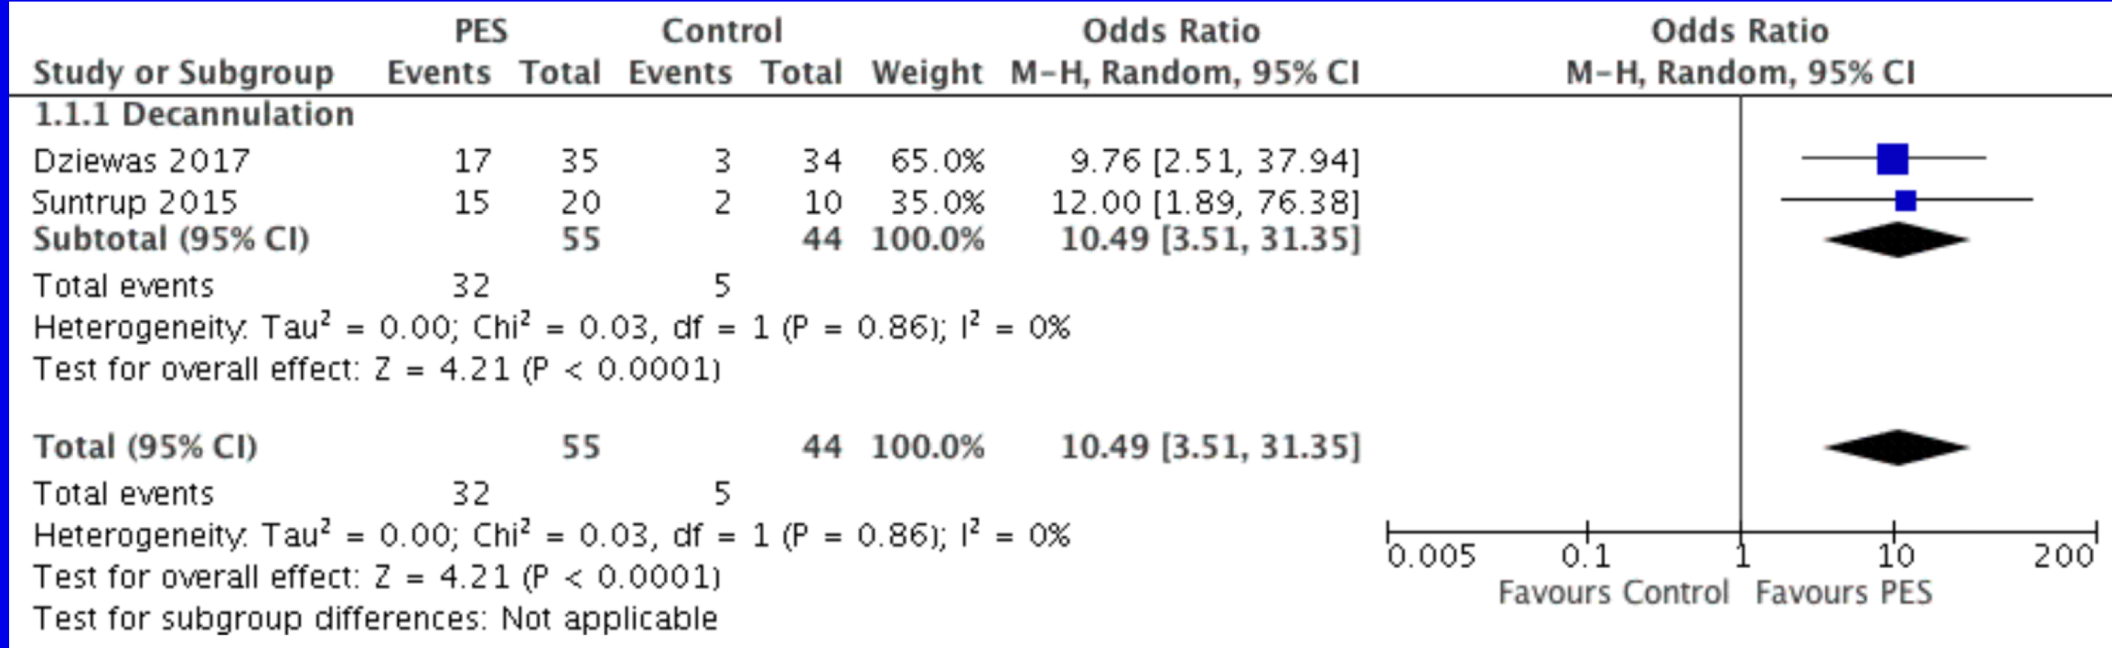 PES Control Odds Ratio Odds Ratio
Study or Subgroup Events Total Events Total Weight M-H, Random, 95% CI M-H, Random, 95% CI
1.1.1 Decannulation
Dziewas 2017 17 35 3 34 65.0% 9.76 [2.51, 37.94]
Suntrup 2015 15 20 2 10 35.0% 12.00 [1.89, 76.38]
Subtotal (95% CI) 55 44 100.0% 10.49 [3.51, 31.35]
Total events 32 5
Heterogeneity: Tau² = 0.00; Chi² = 0.03, df = 1 (P = 0.86); I² = 0%
Test for overall effect: Z = 4.21 (P < 0.0001)
Total (95% CI) 55 44 100.0% 10.49 [3.51, 31.35]
Total events 32 5
Heterogeneity: Tau² = 0.00; Chi² = 0.03, df = 1 (P = 0.86); I² = 0%
Test for overall effect: Z = 4.21 (P < 0.0001)
Test for subgroup differences: Not applicable
0.005 0.1 1 10 200
Favours Control Favours PES